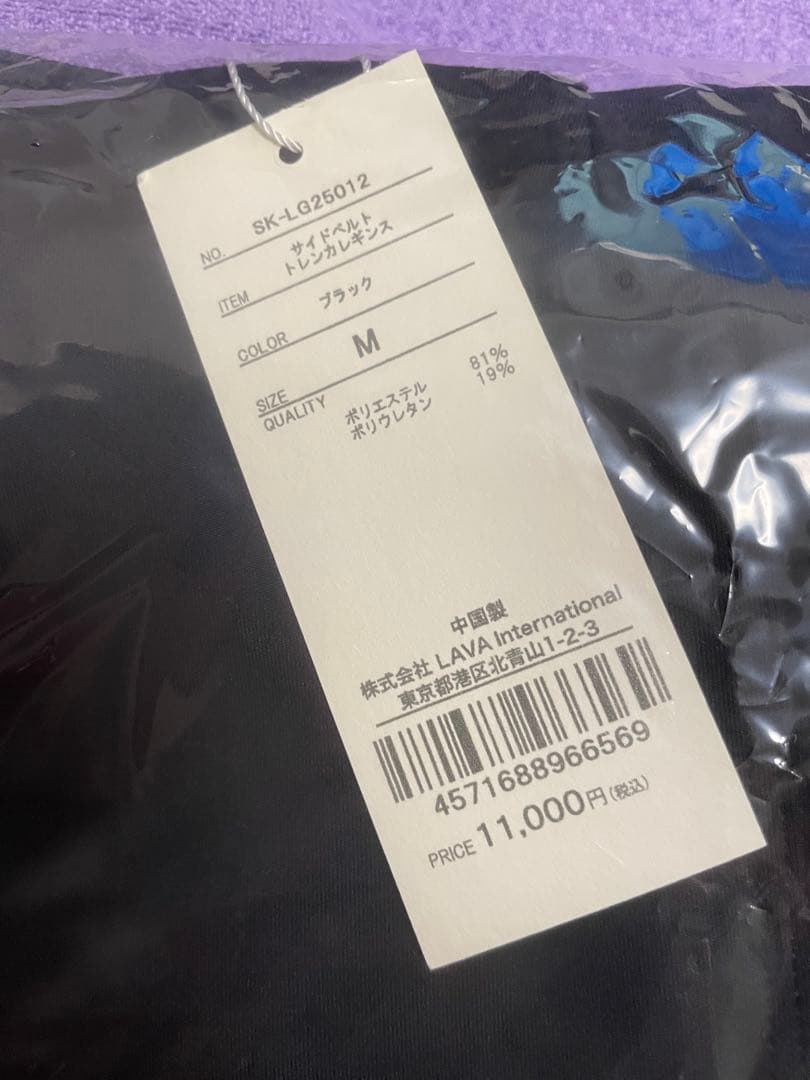 NO. SK-LG25012
サイドベルト
トレンカレギンス
ITEM
ブラック
COLOR
M
SIZE
QUALITY
ポリエステル 81%
ポリウレタン 19%
中国製
株式会社 LAVA International
東京都港区北青山1-2-3
4571688966569
PRICE 11,000円(税込)